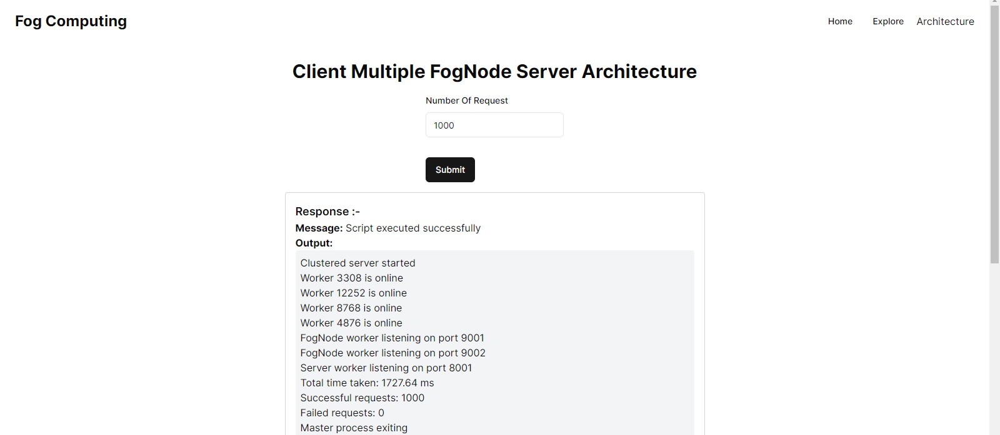 Fog Computing
Home Explore Architecture
Client Multiple FogNode Server Architecture
Number Of Request
1000
Submit
Response :-
Message: Script executed successfully
Output:
Clustered server started
Worker 3308 is online
Worker 12252 is online
Worker 8768 is online
Worker 4876 is online
FogNode worker listening on port 9001
FogNode worker listening on port 9002
Server worker listening on port 8001
Total time taken: 1727.64 ms
Successful requests: 1000
Failed requests: 0
Master process exiting